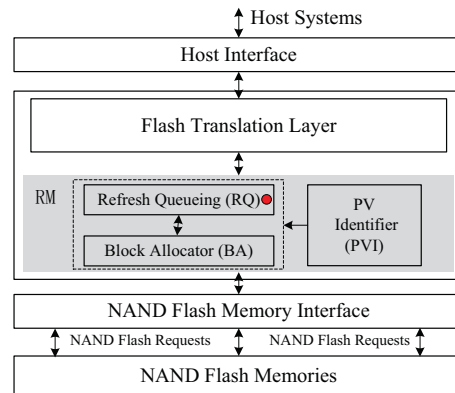 Host Systems
Host Interface
Flash Translation Layer
RM
Refresh Queueing (RQ)
Block Allocator (BA)
PV
Identifier
(PVI)
NAND Flash Memory Interface
NAND Flash Requests
NAND Flash Requests
NAND Flash Memories